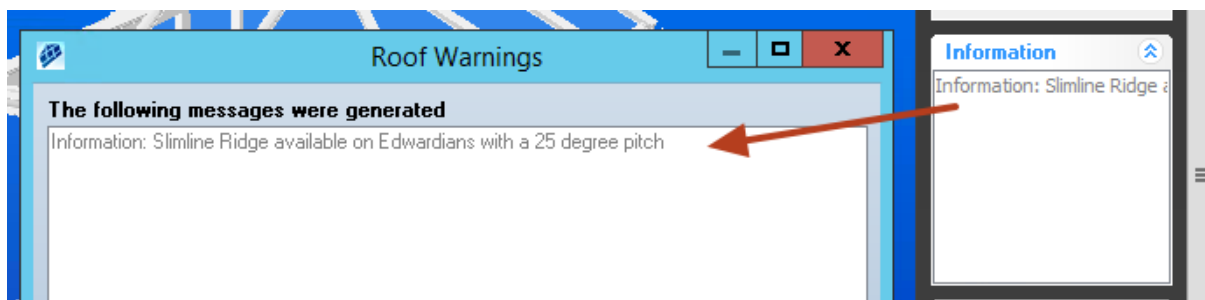 Roof Warnings
X
The following messages were generated
Information: Slimline Ridge available on Edwardians with a 25 degree pitch
Information
Information: Slimline Ridge